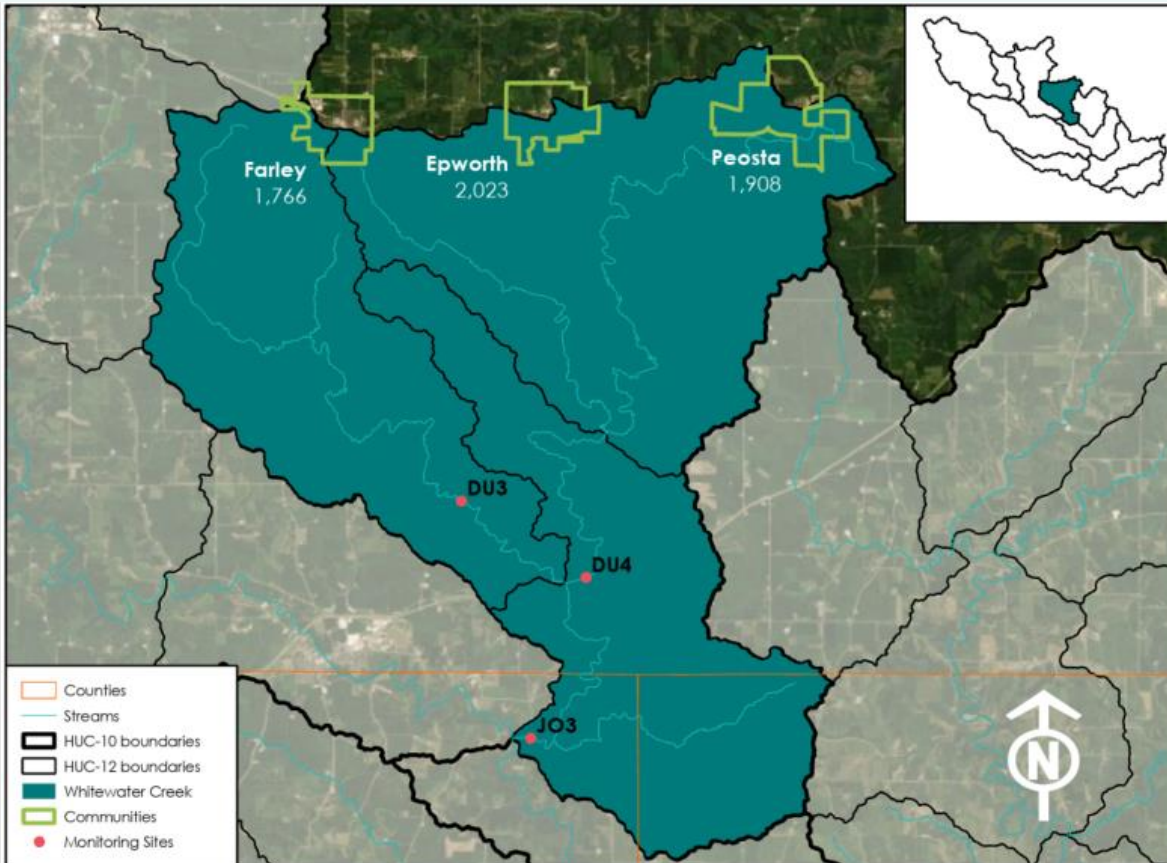 Farley
1,766
Epworth
2,023
Peosta
1,908
DU3
DU4
JO3
Counties
Streams
HUC-10 boundaries
HUC-12 boundaries
Whitewater Creek
Communities
Monitoring Sites
N